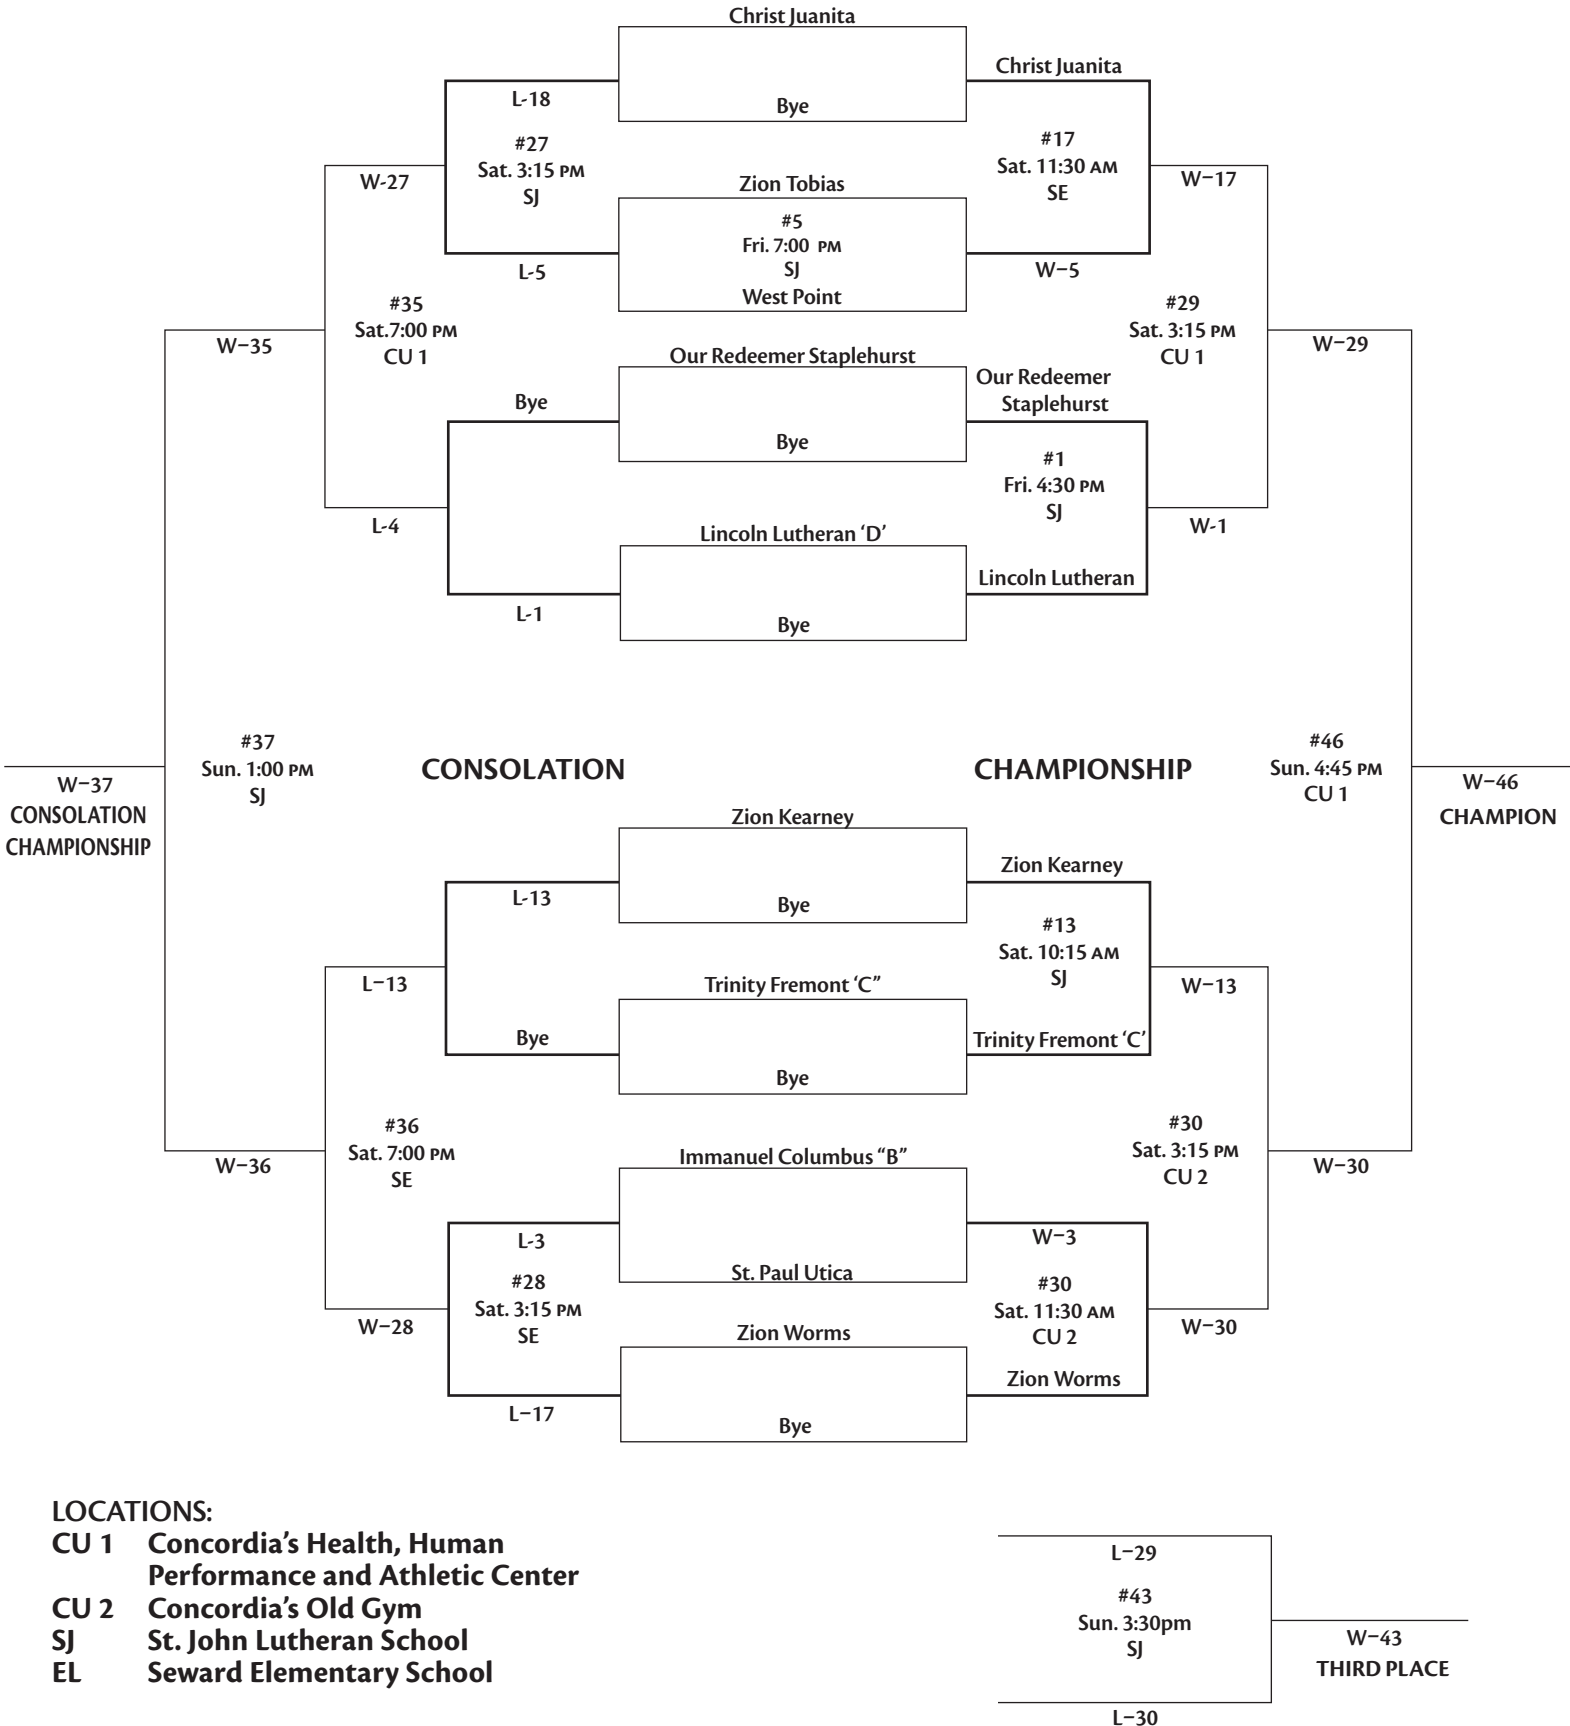 Christ Juanita
Christ Juanita
L-18
Bye
#27
Sat. 3:15 PM
SJ
#17
Sat. 11:30 AM
SE
W-27
Zion Tobias
W-17
#5
Fri. 7:00 PM
SJ
West Point
L-5
W-5
#35
Sat.7:00 PM
CU 1
#29
Sat. 3:15 PM
CU 1
W-35
W-29
Our Redeemer Staplehurst
Our Redeemer
Staplehurst
Bye
Bye
#1
Fri. 4:30 PM
SJ
L-4
W-1
Lincoln Lutheran ‘D’
Lincoln Lutheran
L-1
Bye
#37
Sun. 1:00 PM
SJ
CONSOLATION
CHAMPIONSHIP
#46
Sun. 4:45 PM
CU 1
W-37
CONSOLATION
CHAMPIONSHIP
W-46
CHAMPION
Zion Kearney
Zion Kearney
L-13
Bye
#13
Sat. 10:15 AM
SJ
L-13
Trinity Fremont ‘C”
W-13
Bye
Trinity Fremont ‘C’
Bye
#36
Sat. 7:00 PM
SE
#30
Sat. 3:15 PM
CU 2
W-36
Immanuel Columbus “B”
W-30
L-3
W-3
St. Paul Utica
#28
Sat. 3:15 PM
SE
#30
Sat. 11:30 AM
CU 2
W-28
Zion Worms
W-30
Zion Worms
L-17
Bye
LOCATIONS:
CU 1 Concordia’s Health, Human
Performance and Athletic Center
CU 2 Concordia’s Old Gym
SJ St. John Lutheran School
EL Seward Elementary School
L-29
#43
Sun. 3:30pm
SJ
W-43
THIRD PLACE
L-30